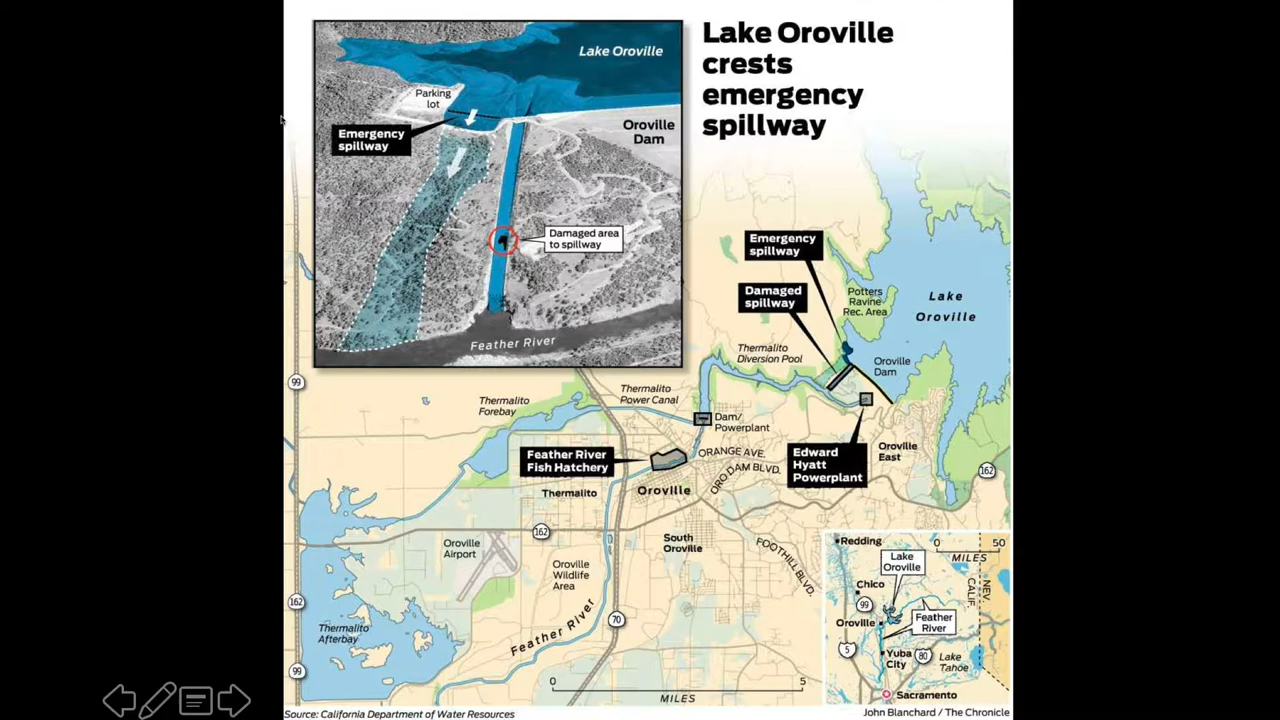 Lake Oroville
crests
emergency
spillway
Lake Oroville
Parking
lot
Emergency
spillway
Oroville
Dam
Damaged area
to spillway
Feather River
Emergency
spillway
Damaged
spillway
Potters
Ravine
Rec. Area
Lake
Oroville
Thermalito
Diversion Pool
Oroville
Dam
99
Thermalito
Forebay
Thermalito
Power Canal
Dam/
Powerplant
Feather River
Fish Hatchery
ORANGE AVE.
ORO DAM BLVD.
Edward
Hyatt
Powerplant
Oroville
East
162
Thermalito
Oroville
162
Oroville
Airport
South
Oroville
FOOTHILL BLVD.
Oroville
Wildlife
Area
162
70
Thermalito
Afterbay
Feather River
99
0
5
MILES
Redding
0
50
MILES
Lake
Oroville
NEV.
CALIF.
Chico
99
Oroville
Feather
River
5
Yuba
City
80
Lake
Tahoe
Sacramento
Source: California Department of Water Resources
John Blanchard / The Chronicle